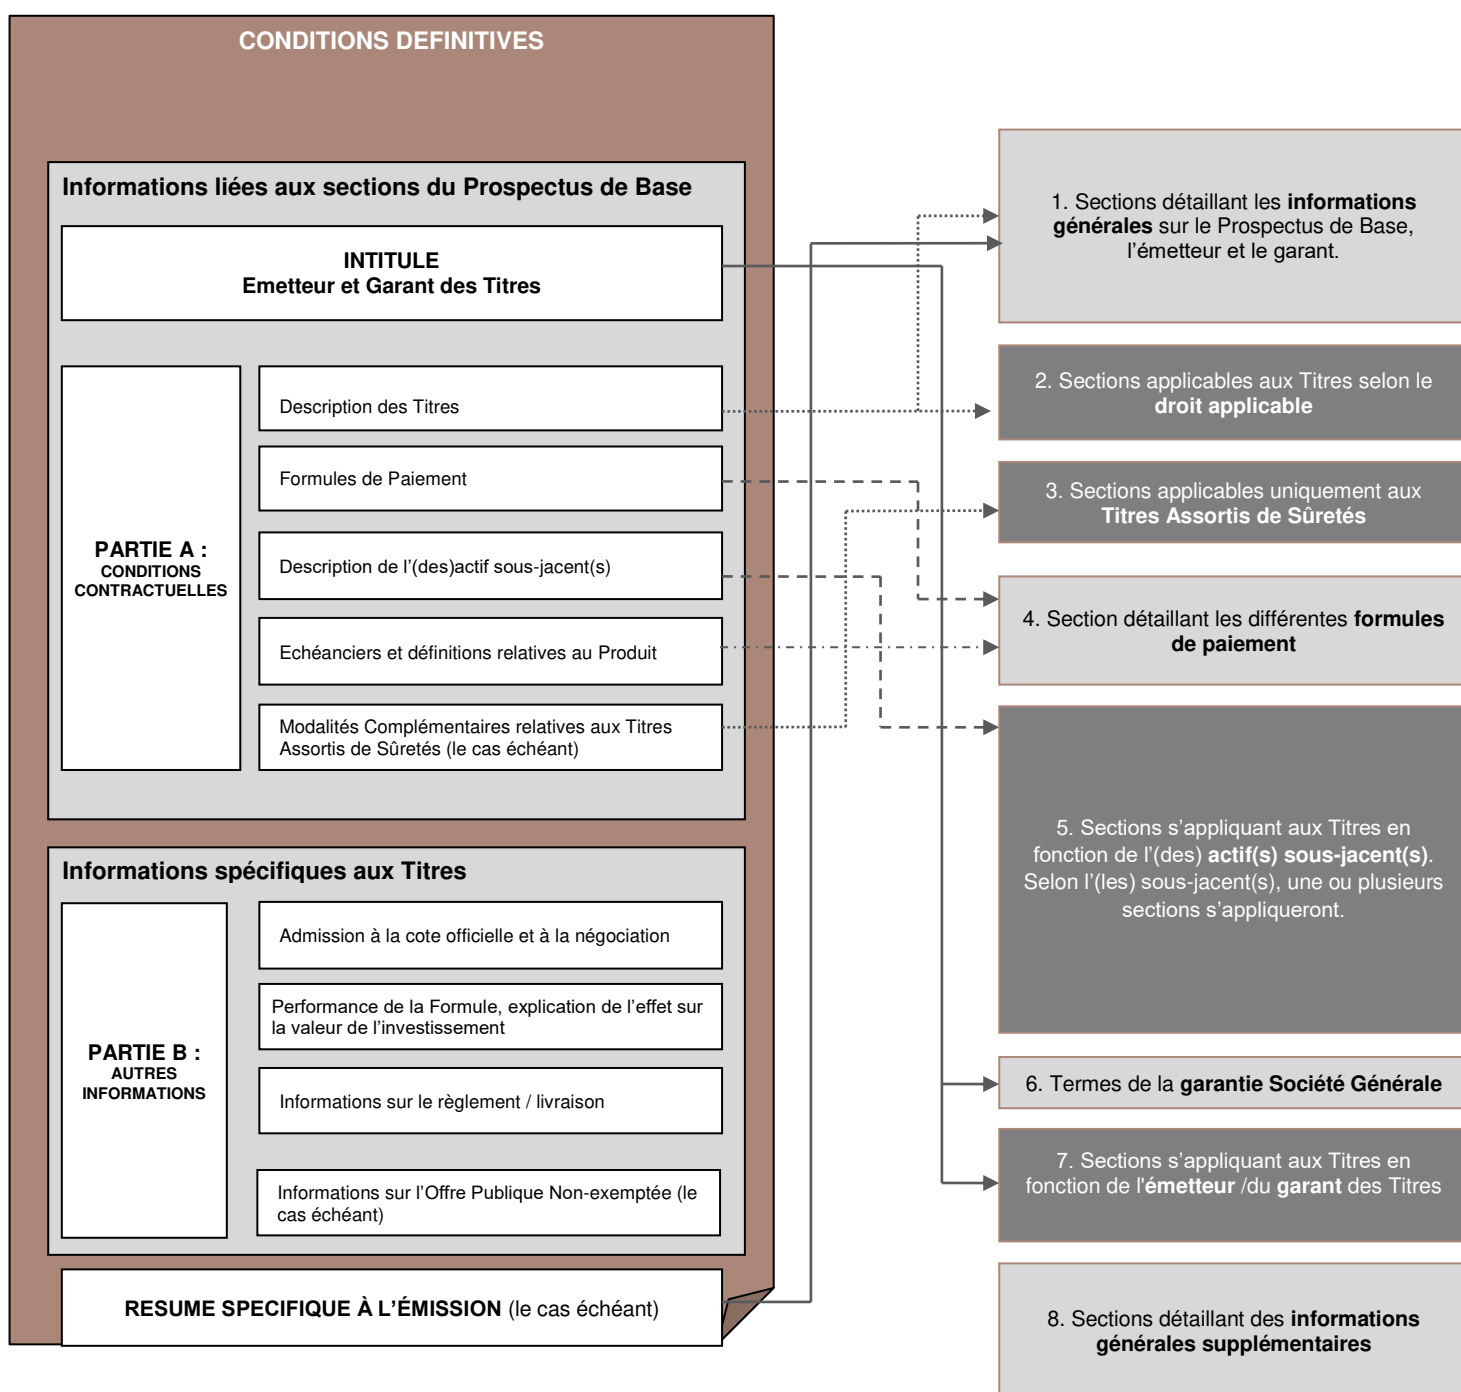 CONDITIONS DEFINITIVES
Informations liées aux sections du Prospectus de Base
INTITULE
Emetteur et Garant des Titres
PARTIE A :
CONDITIONS
CONTRACTUELLES
Description des Titres
Formules de Paiement
Description de l'(des)actif sous-jacent(s)
Echéanciers et définitions relatives au Produit
Modalités Complémentaires relatives aux Titres
Assortis de Sûretés (le cas échéant)
Informations spécifiques aux Titres
PARTIE B :
AUTRES
INFORMATIONS
Admission à la cote officielle et à la négociation
Performance de la Formule, explication de l'effet sur
la valeur de l'investissement
Informations sur le règlement / livraison
Informations sur l'Offre Publique Non-exemptée (le
cas échéant)
RESUME SPECIFIQUE À L'ÉMISSION (le cas échéant)
1. Sections détaillant les informations
générales sur le Prospectus de Base,
l'émetteur et le garant.
2. Sections applicables aux Titres selon le
droit applicable
3. Sections applicables uniquement aux
Titres Assortis de Sûretés
4. Section détaillant les différentes formules
de paiement
5. Sections s'appliquant aux Titres en
fonction de l'(des) actif(s) sous-jacent(s).
Selon l'(les) sous-jacent(s), une ou plusieurs
sections s'appliqueront.
6. Termes de la garantie Société Générale
7. Sections s'appliquant aux Titres en
fonction de l'émetteur /du garant des Titres
8. Sections détaillant des informations
générales supplémentaires